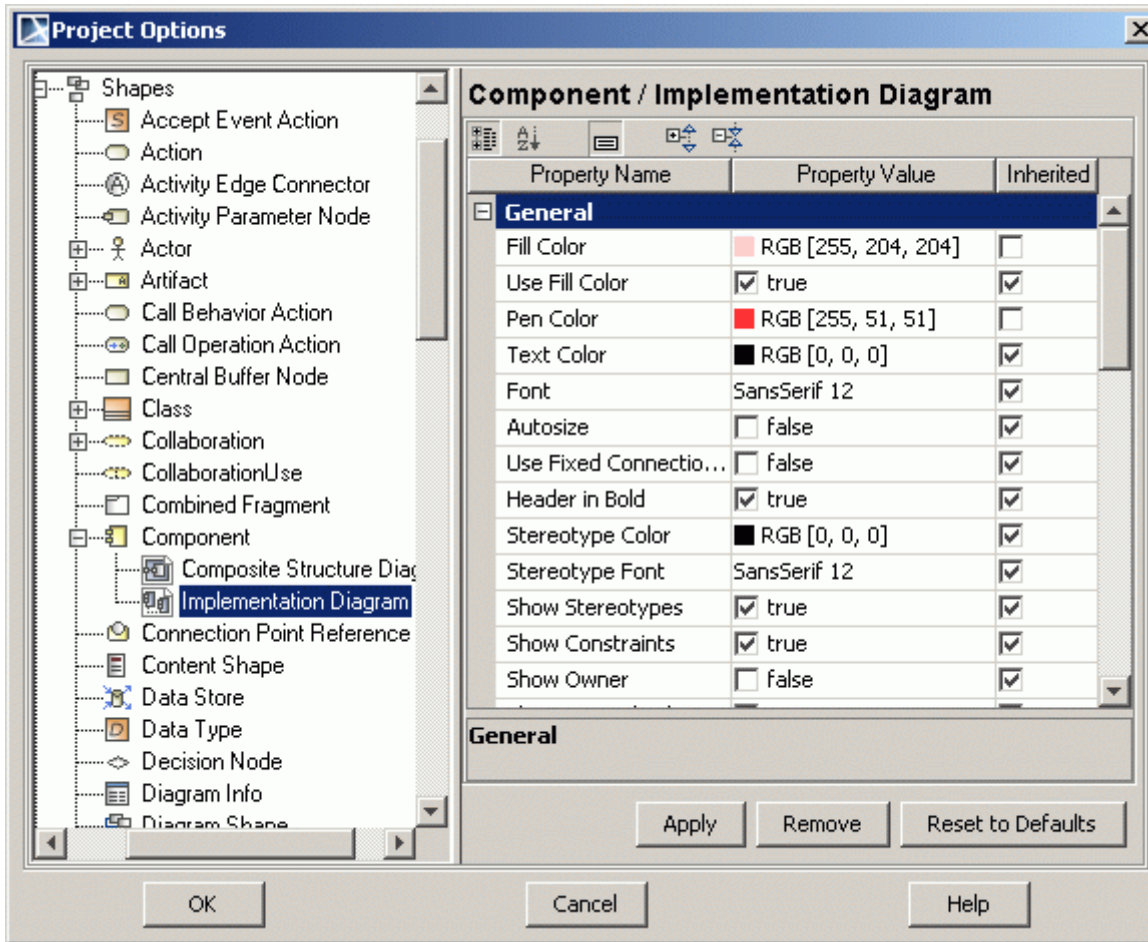 Project Options
Shapes
Accept Event Action
Action
Activity Edge Connector
Activity Parameter Node
Actor
Artifact
Call Behavior Action
Call Operation Action
Central Buffer Node
Class
Collaboration
CollaborationUse
Combined Fragment
Component
Composite Structure Diag
Implementation Diagram
Connection Point Reference
Content Shape
Data Store
Data Type
Decision Node
Diagram Info
Diagram Shape
Component / Implementation Diagram
Property Name Property Value Inherited
General
Fill Color RGB [255, 204, 204]
Use Fill Color true
Pen Color RGB [255, 51, 51]
Text Color RGB [0, 0, 0]
Font SansSerif 12
Autosize false
Use Fixed Connectio... false
Header in Bold true
Stereotype Color RGB [0, 0, 0]
Stereotype Font SansSerif 12
Show Stereotypes true
Show Constraints true
Show Owner false
General
Apply Remove Reset to Defaults
OK Cancel Help